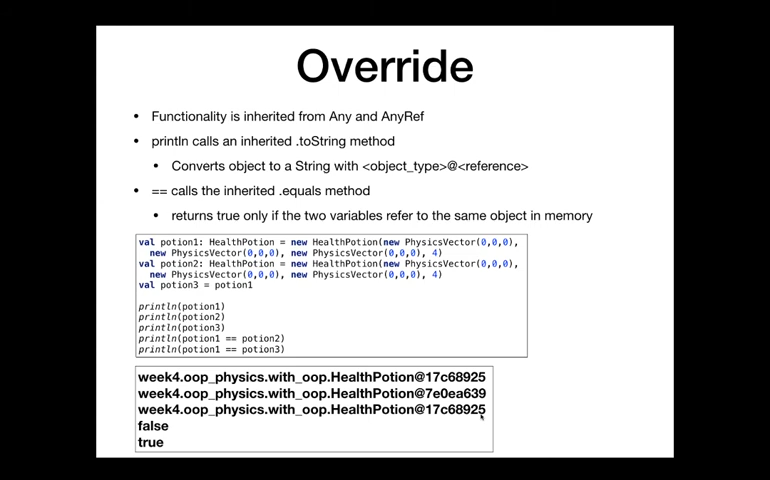 Override
• Functionality is inherited from Any and AnyRef
• println calls an inherited .toString method
• Converts object to a String with <object_type>@<reference>
• == calls the inherited .equals method
• returns true only if the two variables refer to the same object in memory
val potion1: HealthPotion = new HealthPotion(new PhysicsVector(0,0,0),
new PhysicsVector(0,0,0), new PhysicsVector(0,0,0), 4)
val potion2: HealthPotion = new HealthPotion(new PhysicsVector(0,0,0),
new PhysicsVector(0,0,0), new PhysicsVector(0,0,0), 4)
val potion3 = potion1
println(potion1)
println(potion2)
println(potion3)
println(potion1 == potion2)
println(potion1 == potion3)
week4.oop_physics.with_oop.HealthPotion@17c68925
week4.oop_physics.with_oop.HealthPotion@7e0ea639
week4.oop_physics.with_oop.HealthPotion@17c68925
false
true